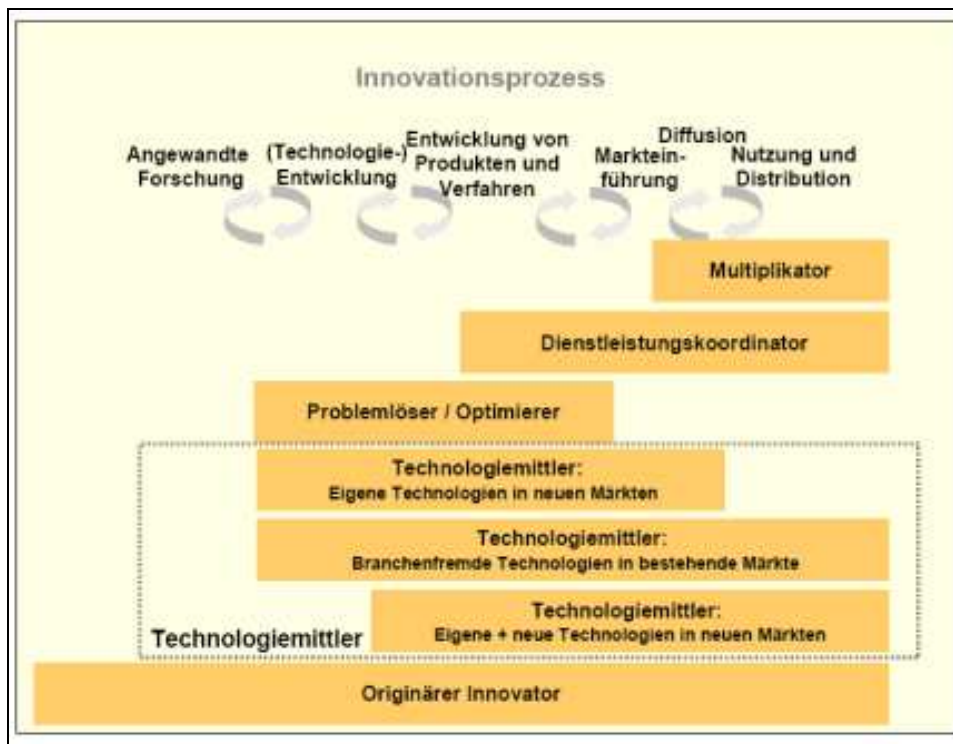 Innovationsprozess
Angewandte
Forschung
(Technologie-)
Entwicklung
Entwicklung von
Produkten und
Verfahren
Diffusion
Marktein-
führung
Nutzung und
Distribution
Multiplikator
Dienstleistungskoordinator
Problemlöser / Optimierer
Technologiemittler:
Eigene Technologien in neuen Märkten
Technologiemittler:
Branchenfremde Technologien in bestehende Märkte
Technologiemittler:
Eigene + neue Technologien in neuen Märkten
Technologiemittler
Originärer Innovator